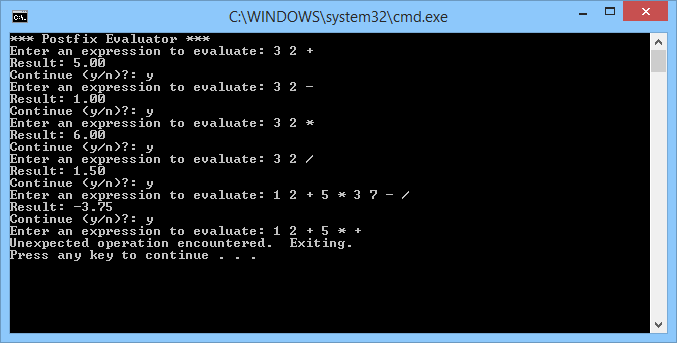 C:\WINDOWS\system32\cmd.exe
*** Postfix Evaluator ***
Enter an expression to evaluate: 3 2 +
Result: 5.00
Continue (y/n)?: y
Enter an expression to evaluate: 3 2 -
Result: 1.00
Continue (y/n)?: y
Enter an expression to evaluate: 3 2 *
Result: 6.00
Continue (y/n)?: y
Enter an expression to evaluate: 3 2 /
Result: 1.50
Continue (y/n)?: y
Enter an expression to evaluate: 1 2 + 5 * 3 7 - /
Result: -3.75
Continue (y/n)?: y
Enter an expression to evaluate: 1 2 + 5 * +
Unexpected operation encountered.  Exiting.
Press any key to continue . . .